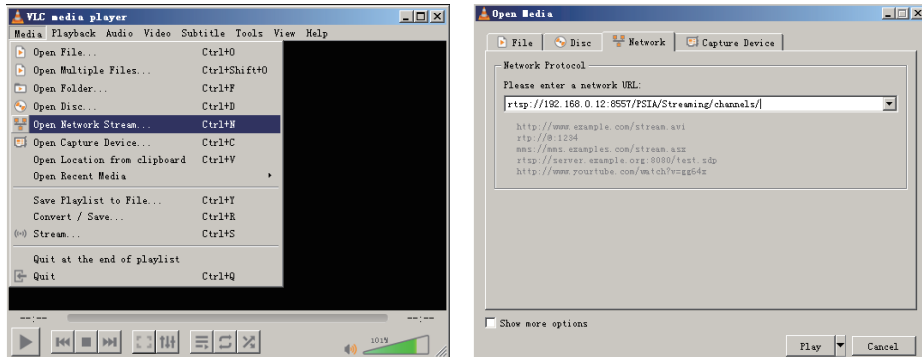 VLC media player
Media Playback Audio Video Subtitle Tools View Help
Open File... Ctrl+O
Open Multiple Files... Ctrl+Shift+O
Open Folder... Ctrl+F
Open Disc... Ctrl+D
Open Network Stream... Ctrl+N
Open Capture Device... Ctrl+C
Open Location from clipboard Ctrl+V
Open Recent Media
Save Playlist to File... Ctrl+Y
Convert / Save... Ctrl+R
Stream... Ctrl+S
Quit at the end of playlist
Quit Ctrl+Q
--:-- --:--
101%
Open Media
File Disc Network Capture Device
Network Protocol
Please enter a network URL:
rtsp://192.168.0.12:8557/PSIA/Streaming/channels/
http://www.example.com/stream.avi
rtp://@:1234
mms://mms.examples.com/stream.asx
rtsp://server.example.org:8080/test.sdp
http://www.yourtube.com/watch?v=gg64x
Show more options
Play Cancel